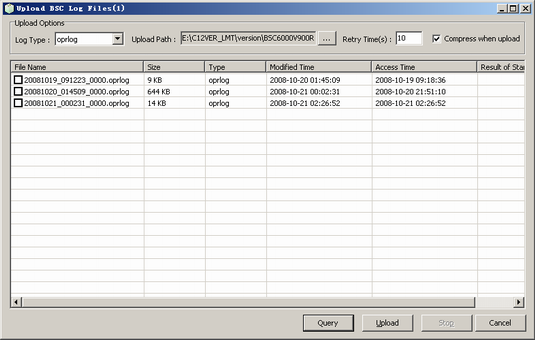 Upload BSC Log Files(1)
Upload Options
Log Type : oprlog Upload Path : E:\C12VER_LMT\version\BSC6000V900R ... Retry Time(s) : 10 Compress when upload
File Name Size Type Modified Time Access Time Result of Star
20081019_091223_0000.oprlog 9 KB oprlog 2008-10-20 01:45:09 2008-10-19 09:18:36
20081020_014509_0000.oprlog 644 KB oprlog 2008-10-21 00:02:31 2008-10-20 21:51:10
20081021_000231_0000.oprlog 14 KB oprlog 2008-10-21 02:26:52 2008-10-21 02:26:52
Query Upload Stop Cancel